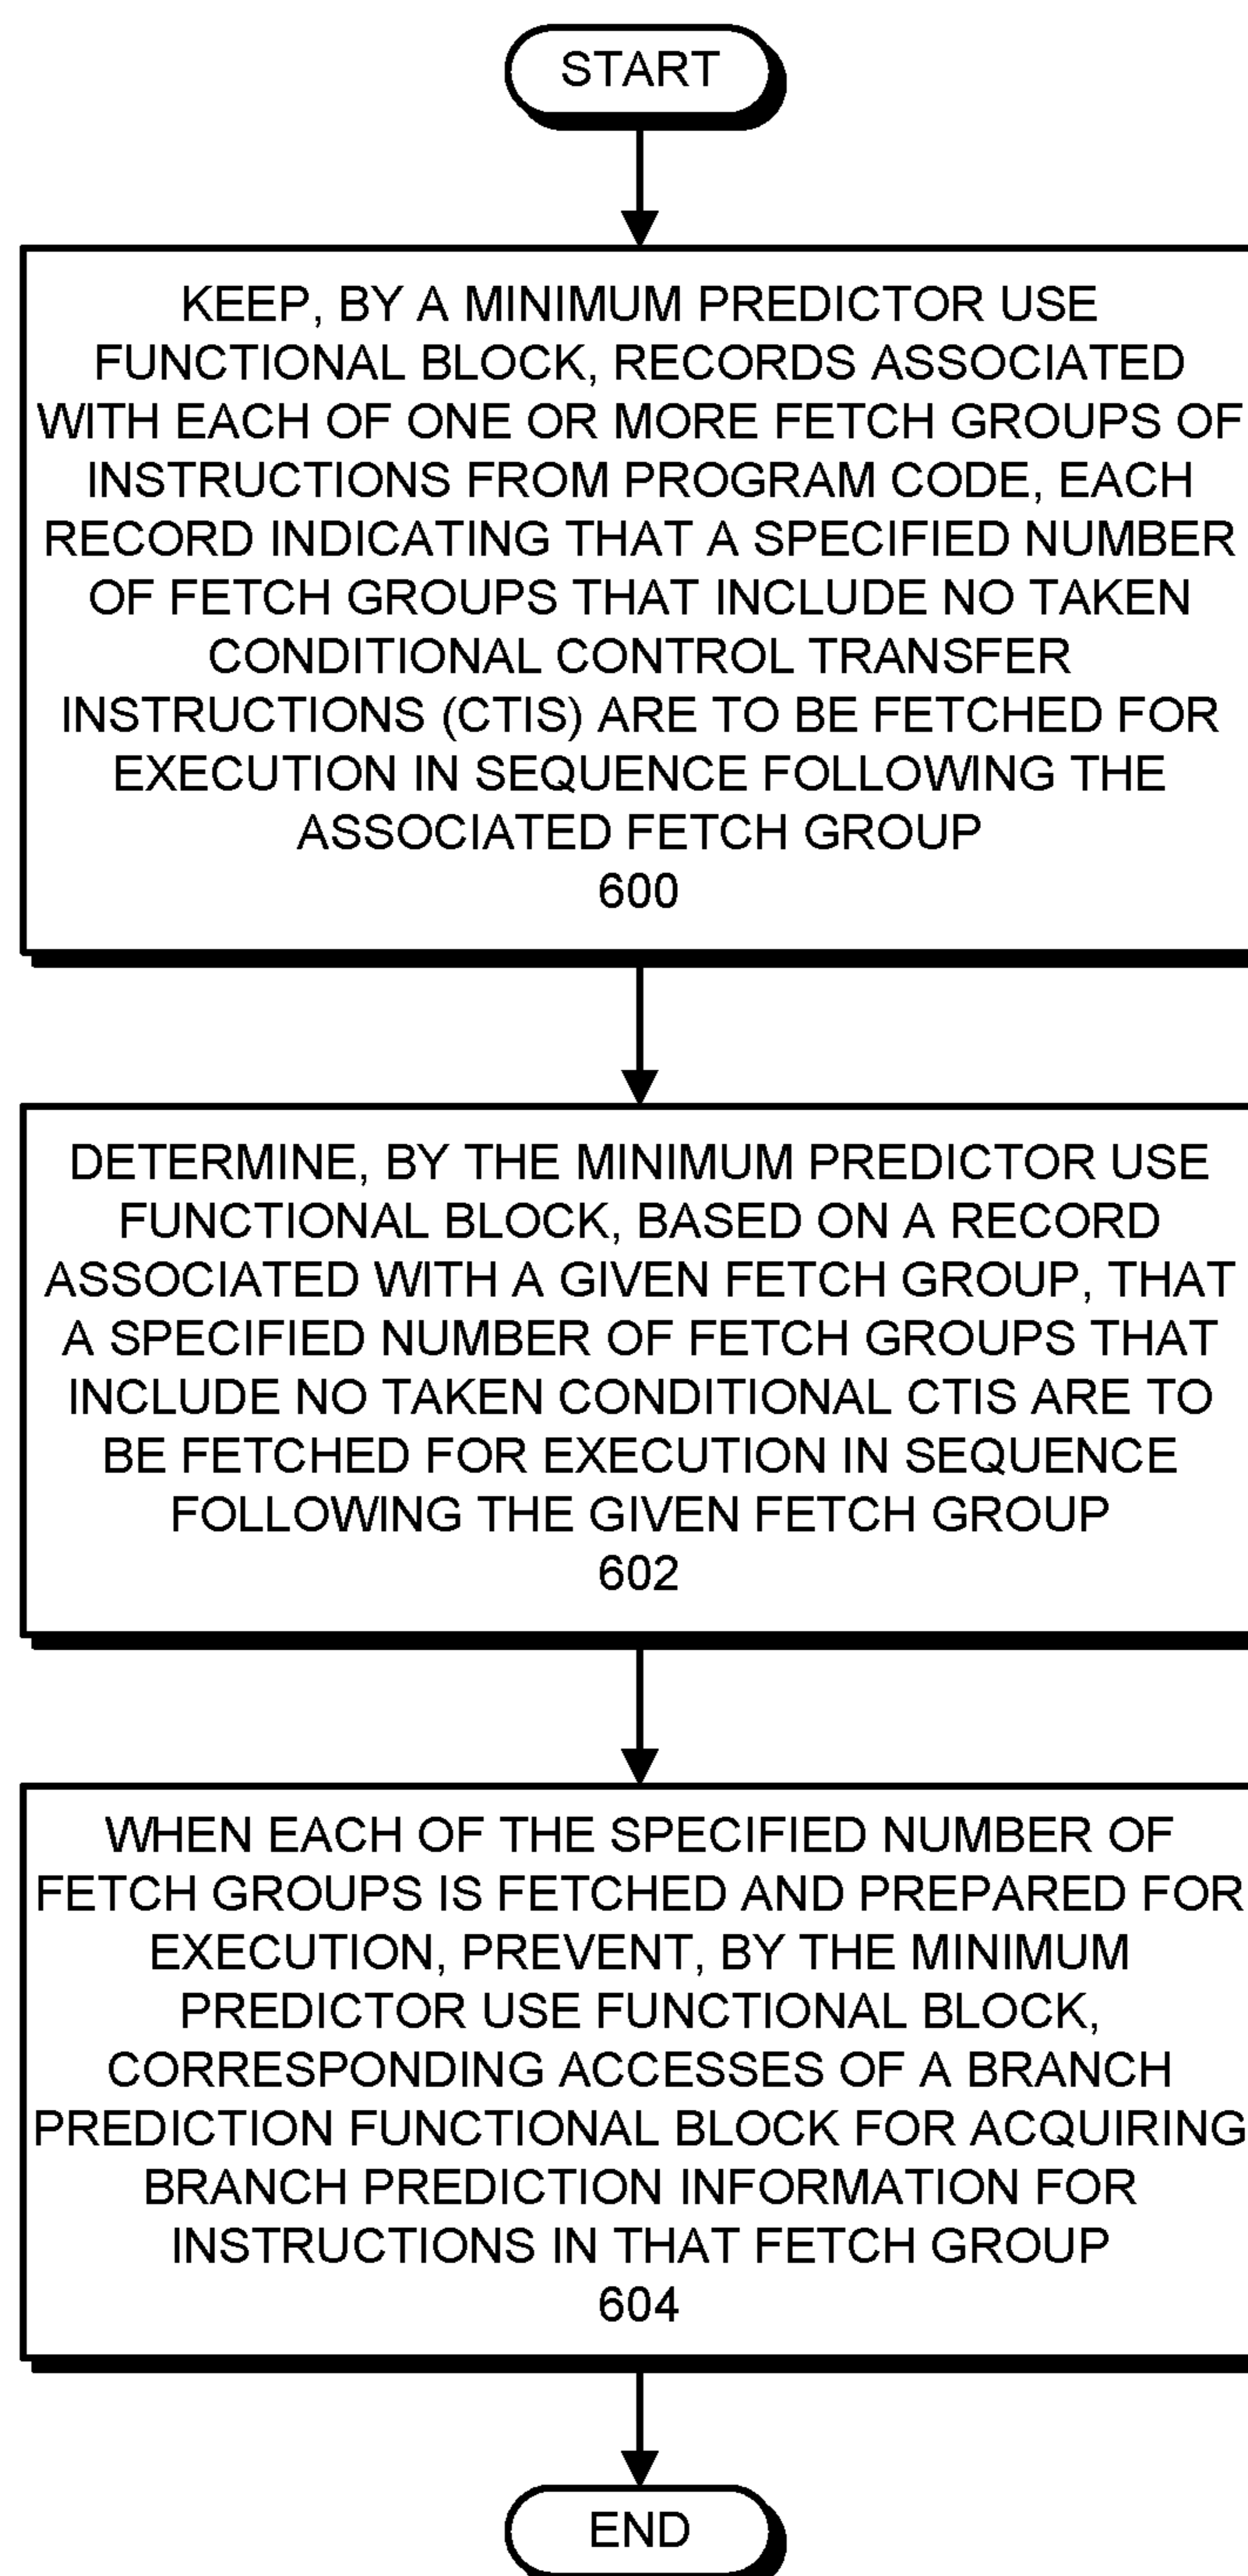 START
KEEP, BY A MINIMUM PREDICTOR USE
FUNCTIONAL BLOCK, RECORDS ASSOCIATED
WITH EACH OF ONE OR MORE FETCH GROUPS OF
INSTRUCTIONS FROM PROGRAM CODE, EACH
RECORD INDICATING THAT A SPECIFIED NUMBER
OF FETCH GROUPS THAT INCLUDE NO TAKEN
CONDITIONAL CONTROL TRANSFER
INSTRUCTIONS (CTIS) ARE TO BE FETCHED FOR
EXECUTION IN SEQUENCE FOLLOWING THE
ASSOCIATED FETCH GROUP
600
DETERMINE, BY THE MINIMUM PREDICTOR USE
FUNCTIONAL BLOCK, BASED ON A RECORD
ASSOCIATED WITH A GIVEN FETCH GROUP, THAT
A SPECIFIED NUMBER OF FETCH GROUPS THAT
INCLUDE NO TAKEN CONDITIONAL CTIS ARE TO
BE FETCHED FOR EXECUTION IN SEQUENCE
FOLLOWING THE GIVEN FETCH GROUP
602
WHEN EACH OF THE SPECIFIED NUMBER OF
FETCH GROUPS IS FETCHED AND PREPARED FOR
EXECUTION, PREVENT, BY THE MINIMUM
PREDICTOR USE FUNCTIONAL BLOCK,
CORRESPONDING ACCESSES OF A BRANCH
PREDICTION FUNCTIONAL BLOCK FOR ACQUIRING
BRANCH PREDICTION INFORMATION FOR
INSTRUCTIONS IN THAT FETCH GROUP
604
END